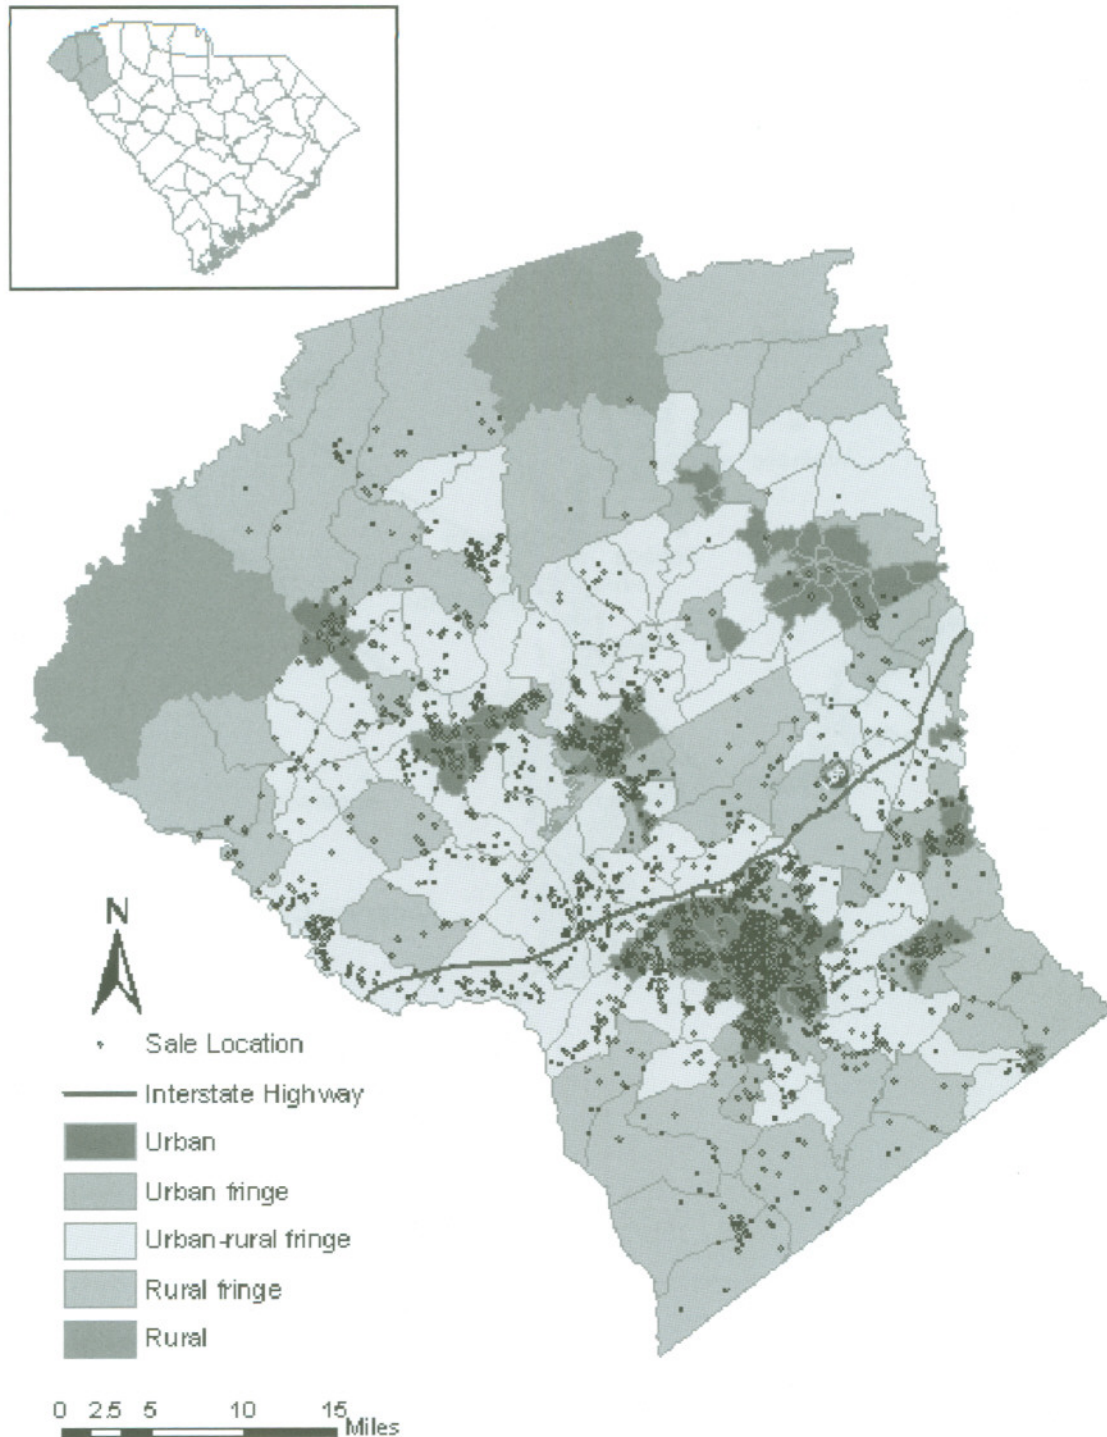 N
Sale Location
Interstate Highway
Urban
Urban fringe
Urban-rural fringe
Rural fringe
Rural
0 2.5 5 10 15
Miles